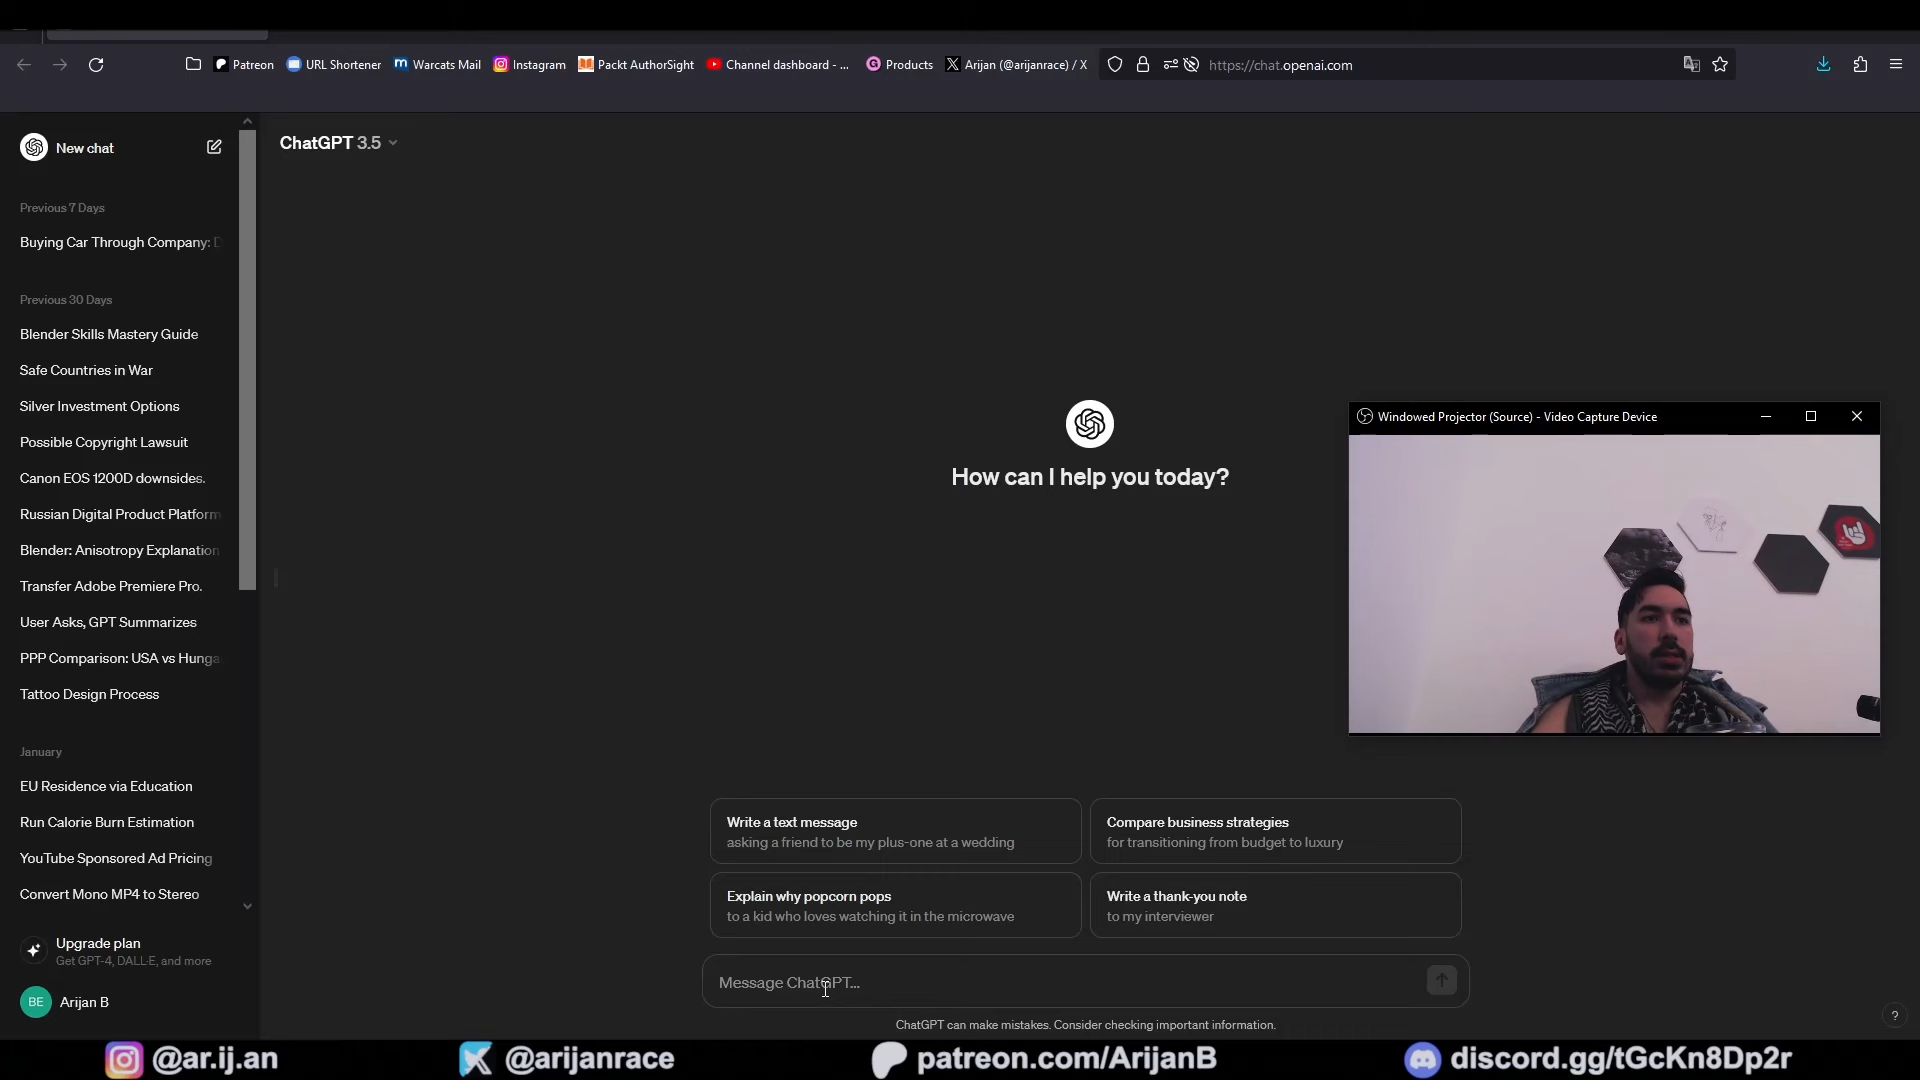 Patreon
URL Shortener
Warcats Mail
Instagram
Packt AuthorSight
Channel dashboard - ...
Products
Arijan (@arijanrace) / X
https://chat.openai.com
New chat
ChatGPT 3.5
Previous 7 Days
Buying Car Through Company: D
Previous 30 Days
Blender Skills Mastery Guide
Safe Countries in War
Silver Investment Options
Possible Copyright Lawsuit
Canon EOS 1200D downsides.
Russian Digital Product Platform
Blender: Anisotropy Explanation
Transfer Adobe Premiere Pro.
User Asks, GPT Summarizes
PPP Comparison: USA vs Hunga
Tattoo Design Process
January
EU Residence via Education
Run Calorie Burn Estimation
YouTube Sponsored Ad Pricing
Convert Mono MP4 to Stereo
Upgrade plan
Get GPT-4, DALL·E, and more
BE
Arijan B
How can I help you today?
Windowed Projector (Source) - Video Capture Device
Write a text message
asking a friend to be my plus-one at a wedding
Compare business strategies
for transitioning from budget to luxury
Explain why popcorn pops
to a kid who loves watching it in the microwave
Write a thank-you note
to my interviewer
Message ChatGPT...
ChatGPT can make mistakes. Consider checking important information.
?
@ar.ij.an
@arijanrace
patreon.com/ArijanB
discord.gg/tGcKn8Dp2r